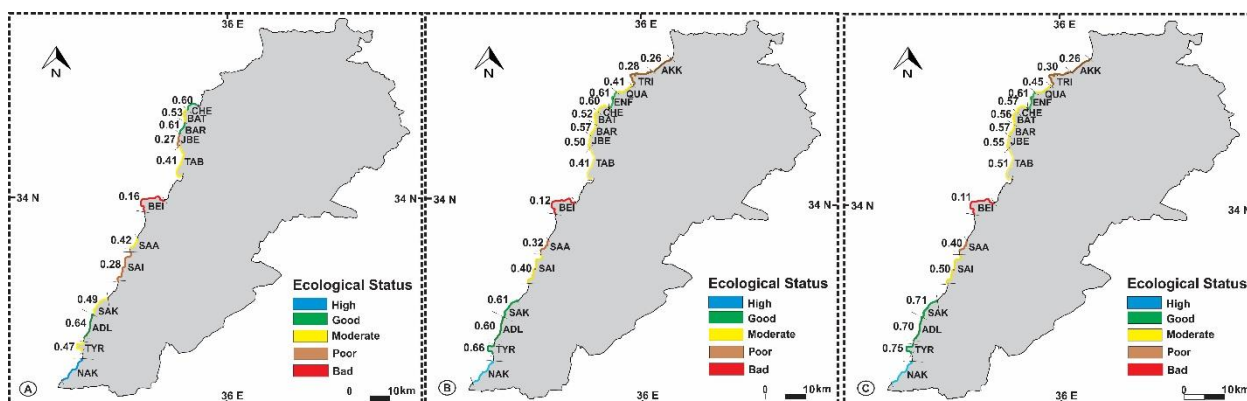 36 E
N
0.60
CHE
0.53
BAT
0.61
BAR
0.27
JBE
0.41
TAB
34 N
0.16
BEI
0.42
SAA
0.28
SAI
0.49
SAK
0.64
ADL
0.47
TYR
NAK
Ecological Status
High
Good
Moderate
Poor
Bad
0 10km
A
36 E
36 E
N
0.26
AKK
0.28
TRI
0.41
QUA
0.61
ENF
0.60
CHE
0.52
BAT
0.57
BAR
0.50
JBE
0.41
TAB
34 N
0.12
BEI
0.32
SAA
0.40
SAI
0.61
SAK
0.60
ADL
0.66
TYR
NAK
Ecological Status
High
Good
Moderate
Poor
Bad
0 10km
B
36 E
N
0.26
AKK
0.30
TRI
0.45
QUA
0.61
ENF
0.57
CHE
0.56
BAT
0.57
BAR
0.55
JBE
0.51
TAB
34 N
34 N
0.11
BEI
0.40
SAA
0.50
SAI
0.71
SAK
0.70
ADL
0.75
TYR
NAK
Ecological Status
High
Good
Moderate
Poor
Bad
0 10km
C
36 E